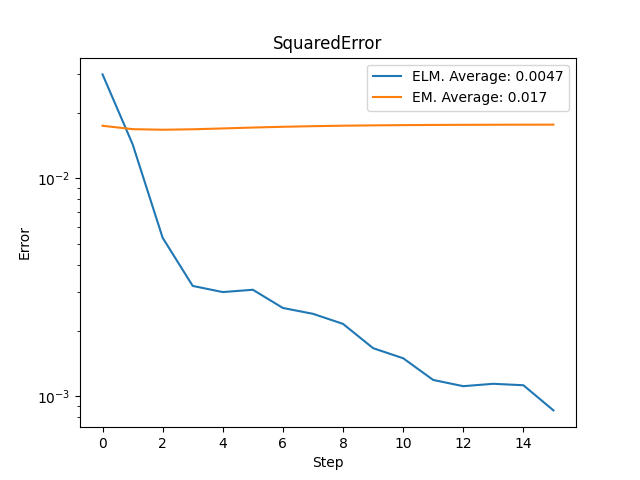 SquaredError
ELM. Average: 0.0047
EM. Average: 0.017
10⁻²
10⁻³
Error
0 2 4 6 8 10 12 14
Step